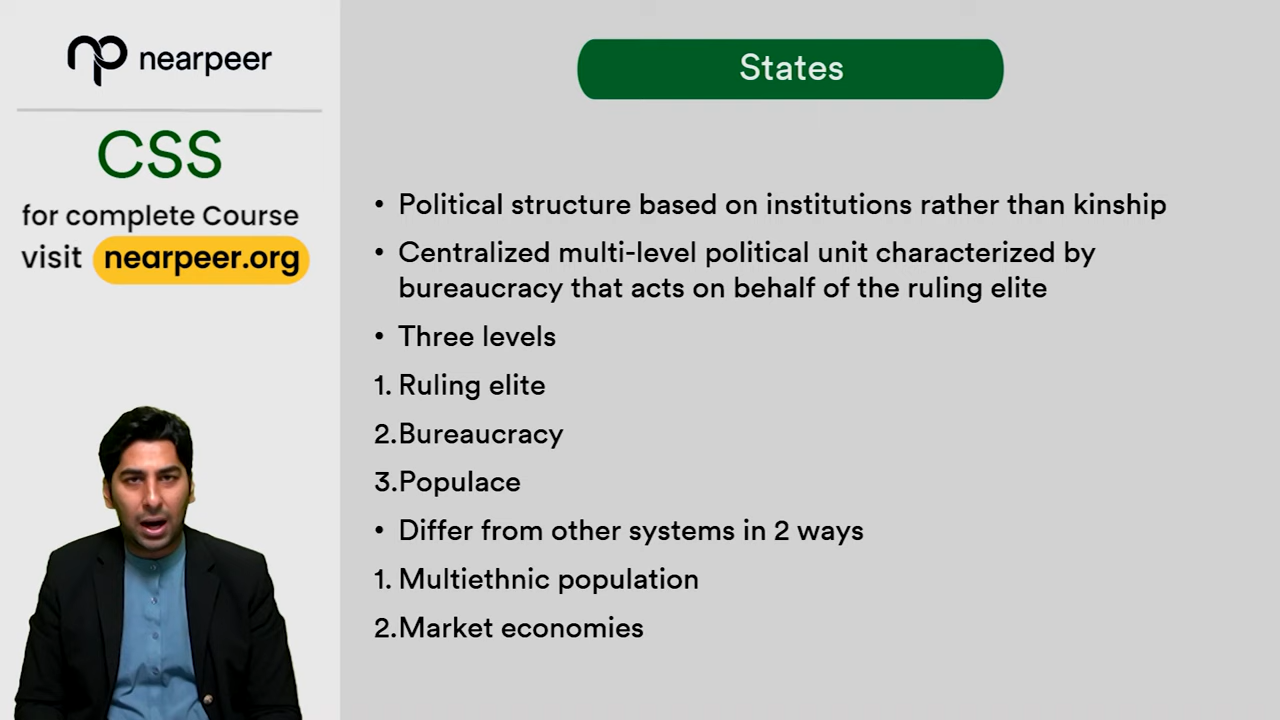 nearpeer
CSS
for complete Course
visit nearpeer.org
States
• Political structure based on institutions rather than kinship
• Centralized multi-level political unit characterized by
bureaucracy that acts on behalf of the ruling elite
• Three levels
1. Ruling elite
2.Bureaucracy
3.Populace
• Differ from other systems in 2 ways
1. Multiethnic population
2.Market economies